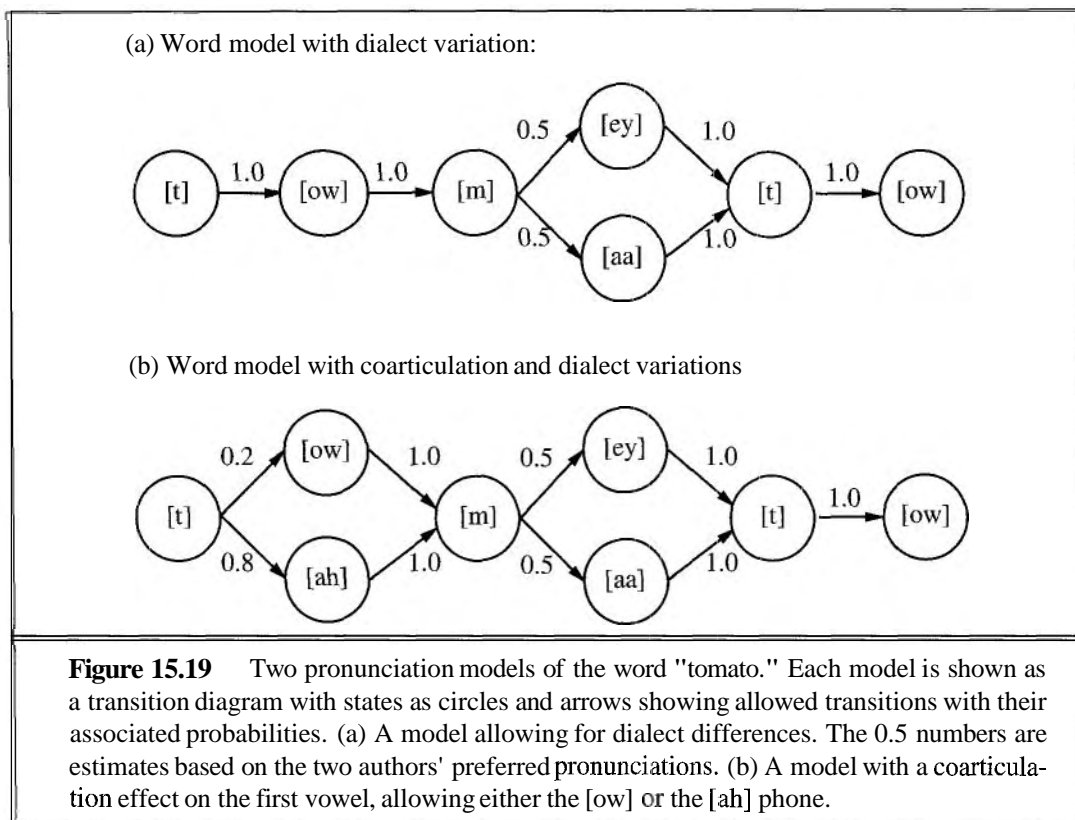 (a) Word model with dialect variation:
[t] 1.0 [ow] 1.0 [m] 0.5 [ey] 1.0 [t] 1.0 [ow]
0.5 [aa] 1.0
(b) Word model with coarticulation and dialect variations
[t] 0.2 [ow] 1.0 [m] 0.5 [ey] 1.0 [t] 1.0 [ow]
0.8 [ah] 1.0 0.5 [aa] 1.0
Figure 15.19 Two pronunciation models of the word "tomato." Each model is shown as
a transition diagram with states as circles and arrows showing allowed transitions with their
associated probabilities. (a) A model allowing for dialect differences. The 0.5 numbers are
estimates based on the two authors' preferred pronunciations. (b) A model with a coarticula-
tion effect on the first vowel, allowing either the [ow] or the [ah] phone.